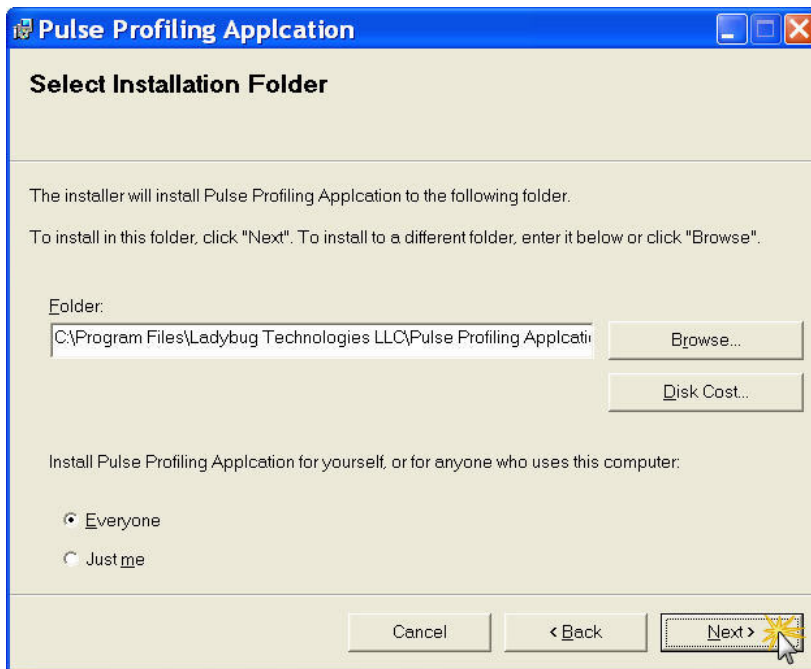 Pulse Profiling Applcation
Select Installation Folder
The installer will install Pulse Profiling Applcation to the following folder.
To install in this folder, click "Next". To install to a different folder, enter it below or click "Browse".
Folder:
C:\Program Files\Ladybug Technologies LLC\Pulse Profiling Applcati
Browse...
Disk Cost...
Install Pulse Profiling Applcation for yourself, or for anyone who uses this computer:
Everyone
Just me
Cancel
< Back
Next >